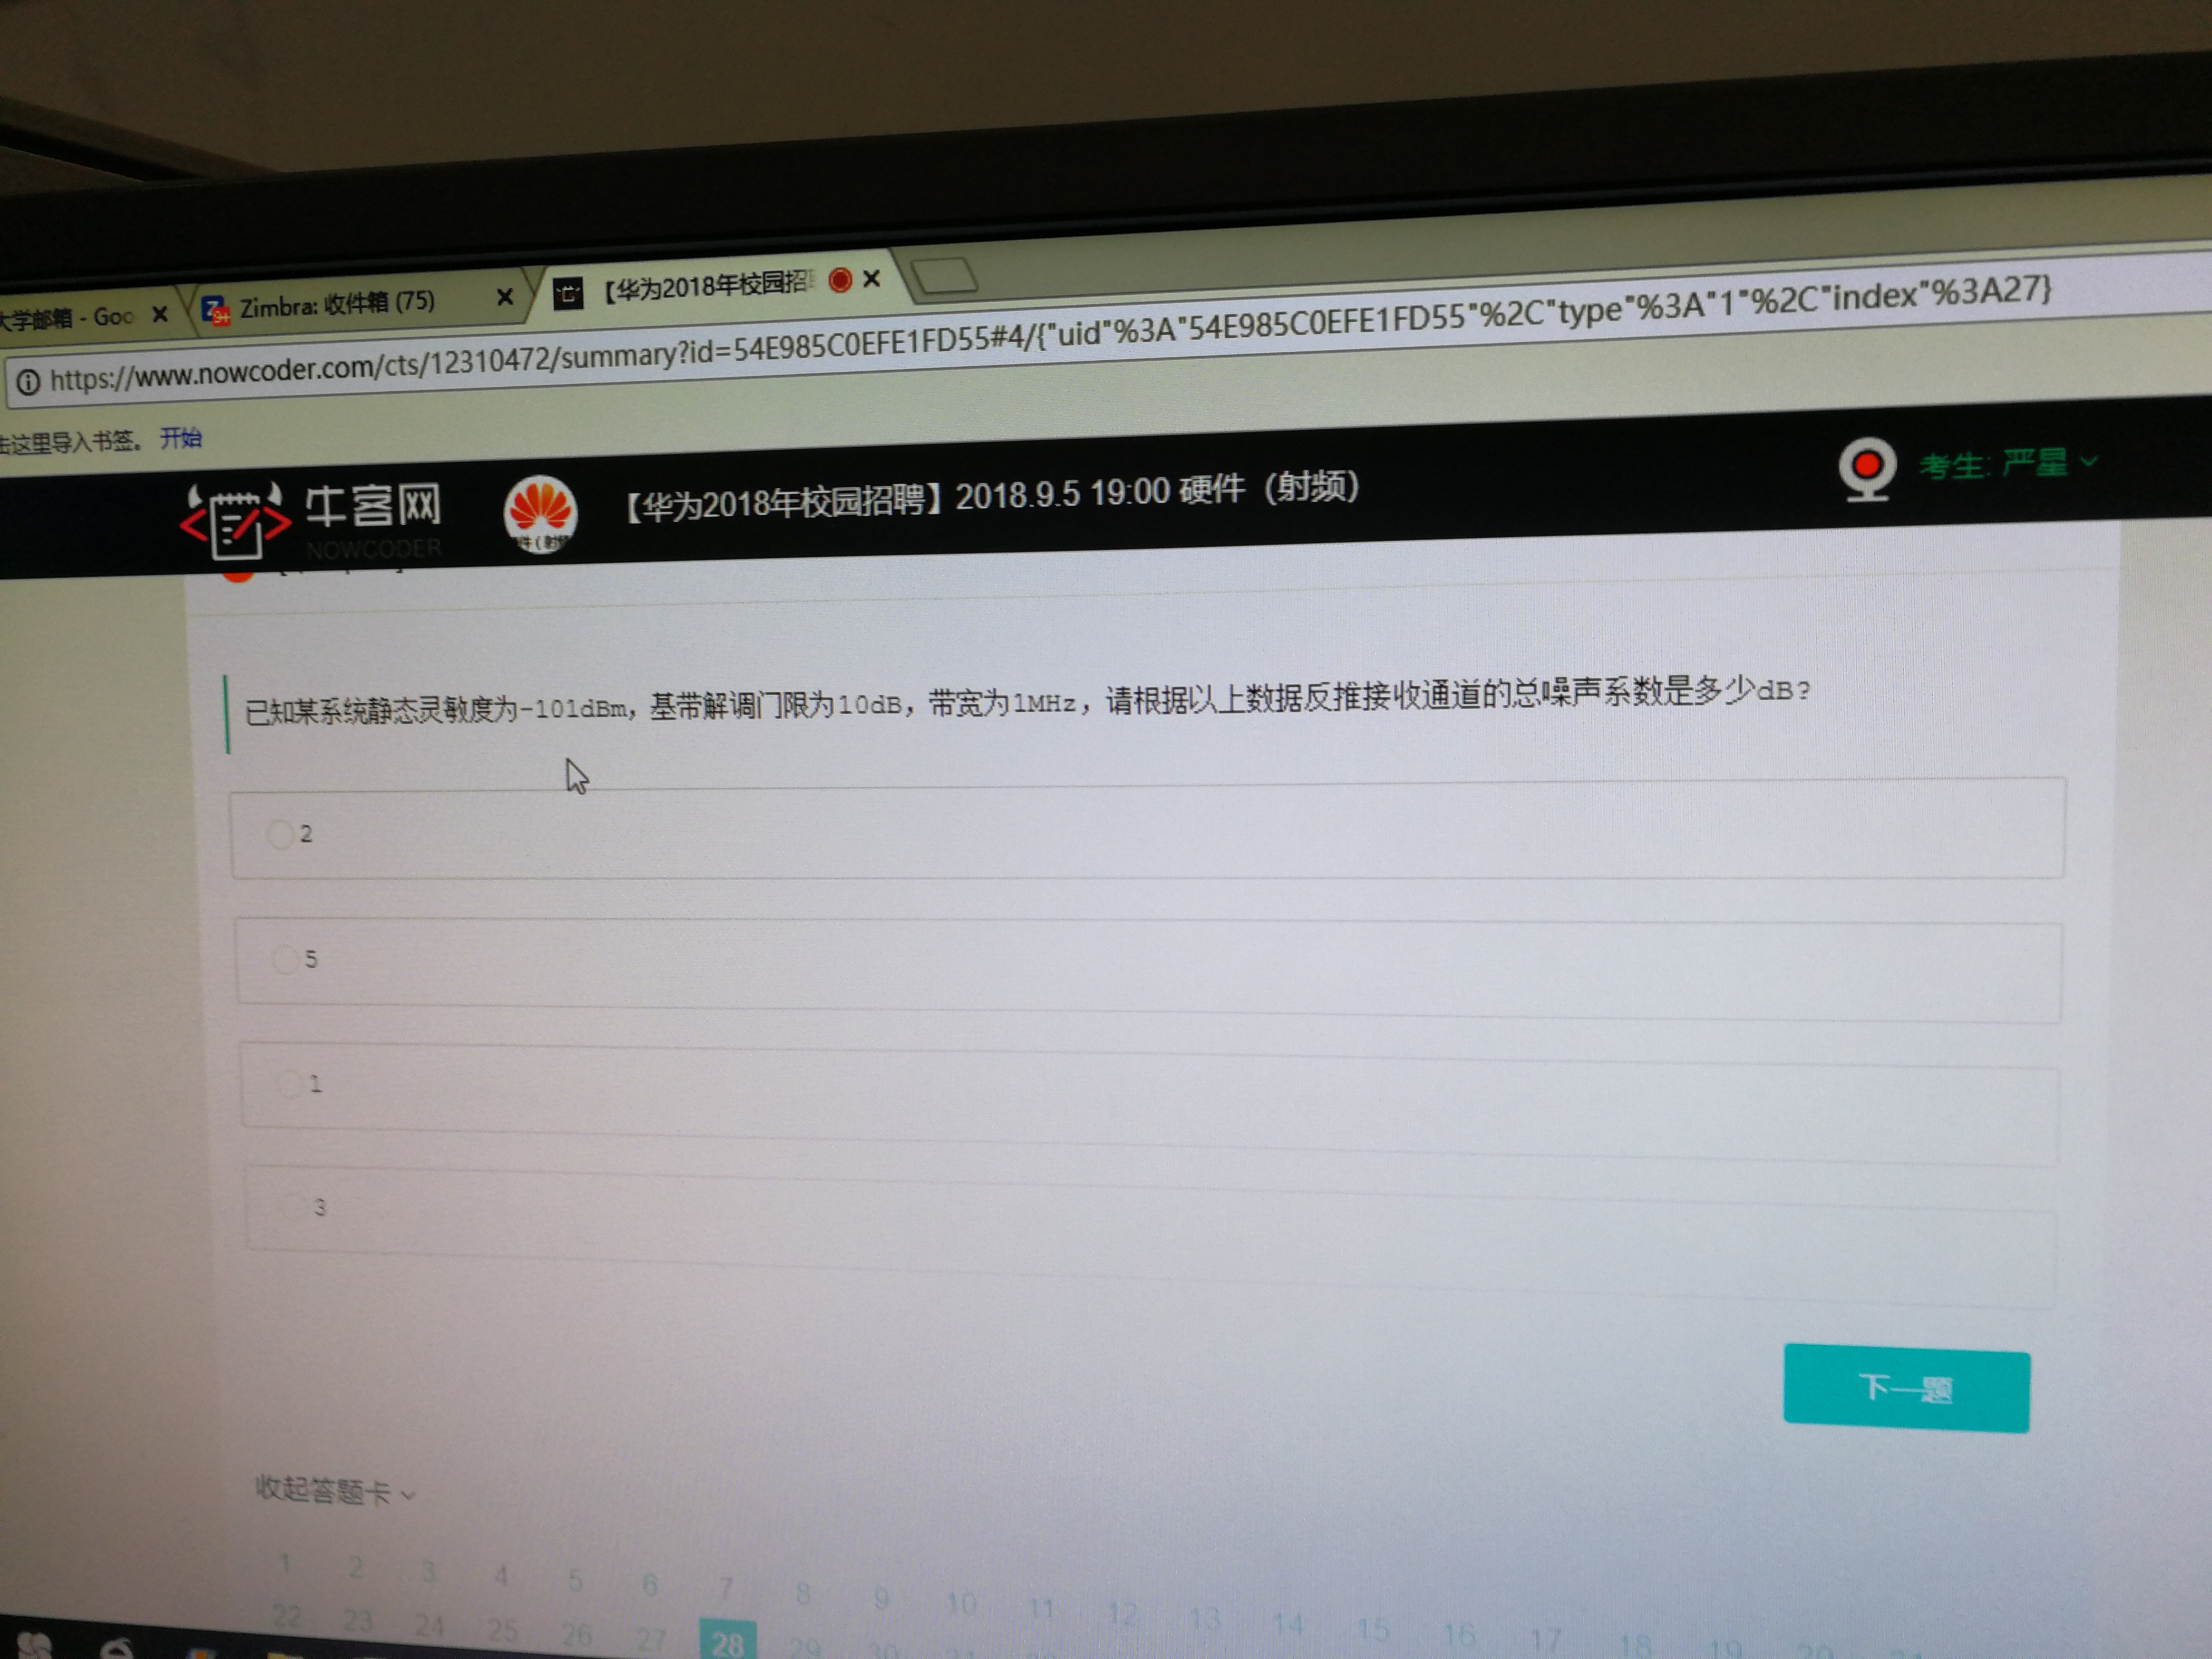 大学邮箱 - Goo
Zimbra: 收件箱 (75)
【华为2018年校园招
https://www.nowcoder.com/cts/12310472/summary?id=54E985C0EFE1FD55#4/{"uid"%3A"54E985C0EFE1FD55"%2C"type"%3A"1"%2C"index"%3A27}
击这里导入书签。 开始
牛客网
NOWCODER
【华为2018年校园招聘】2018.9.5 19:00 硬件（射频）
考生: 严星
已知某系统静态灵敏度为-101dBm，基带解调门限为10dB，带宽为1MHz，请根据以上数据反推接收通道的总噪声系数是多少dB?
2
5
1
3
下一题
收起答题卡
1 2 3 4 5 6 7 8 9 10 11 12 13 14 15 16 17 18 19 20 21
22 23 24 25 26 27 28 29 30 31